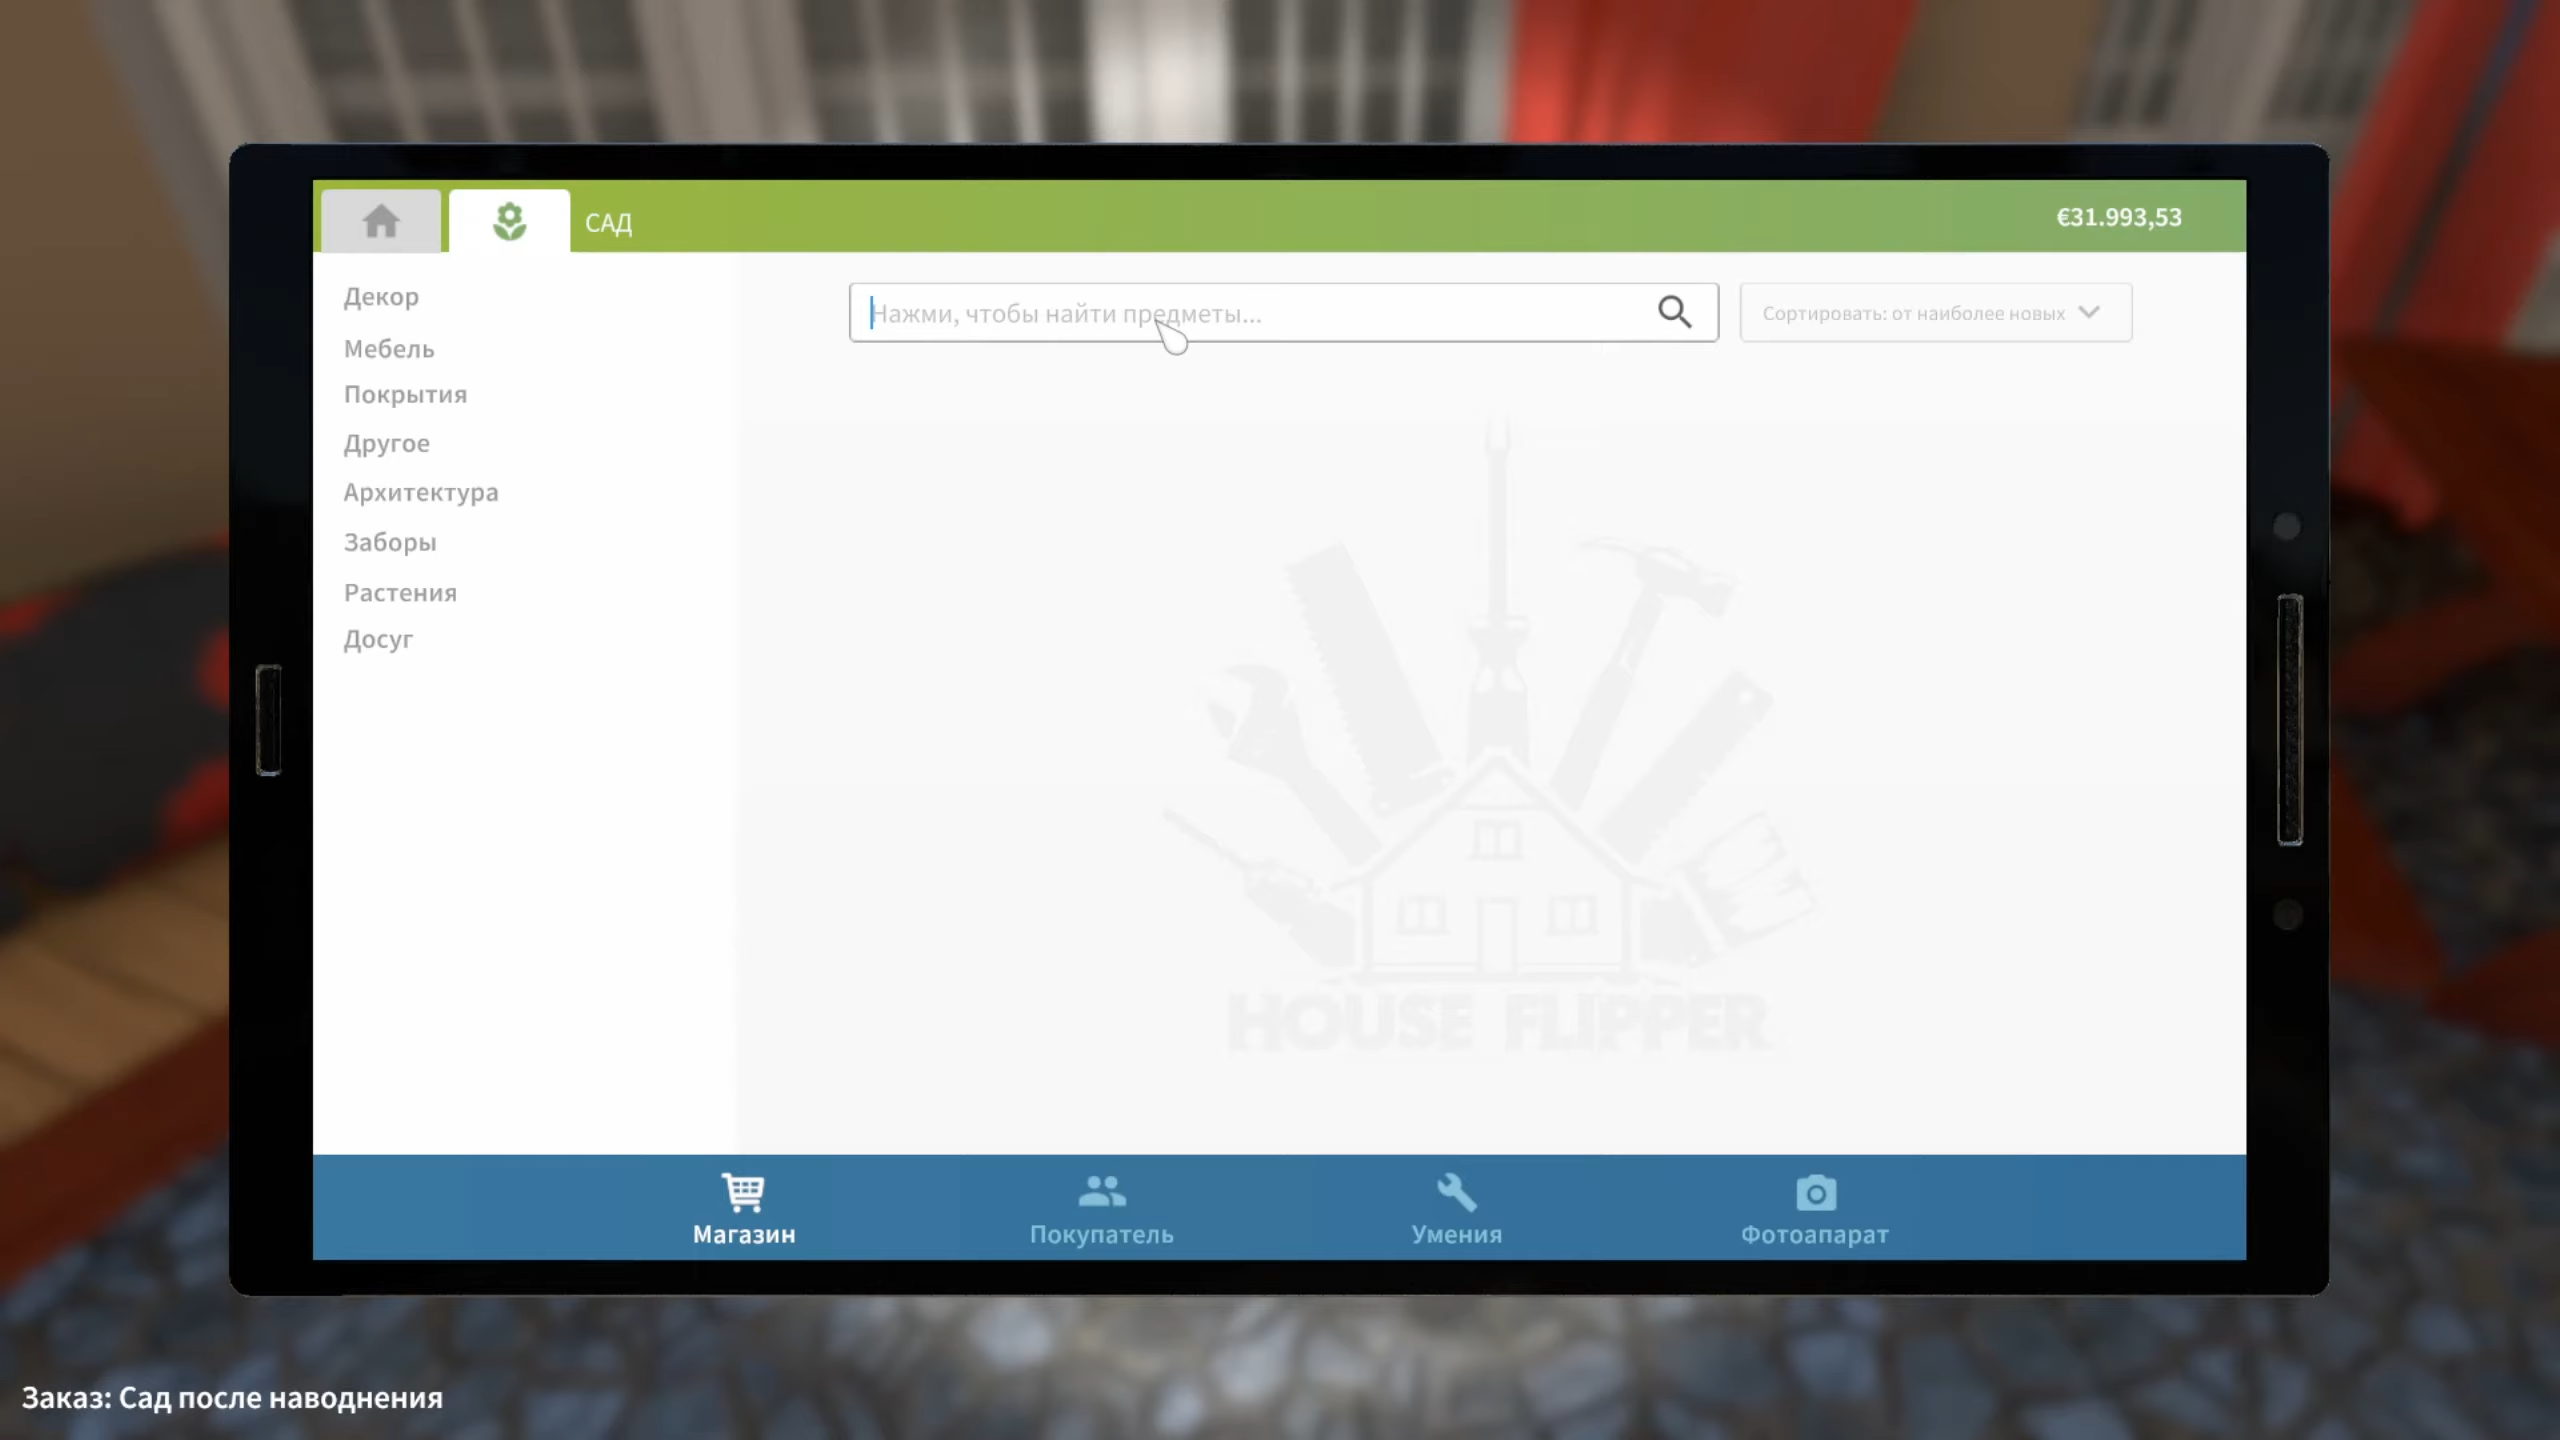 САД
€31.993,53
Декор
Мебель
Покрытия
Другое
Архитектура
Заборы
Растения
Досуг
Нажми, чтобы найти предметы...
Сортировать: от наиболее новых
HOUSE FLIPPER
Магазин
Покупатель
Умения
Фотоапарат
Заказ: Сад после наводнения